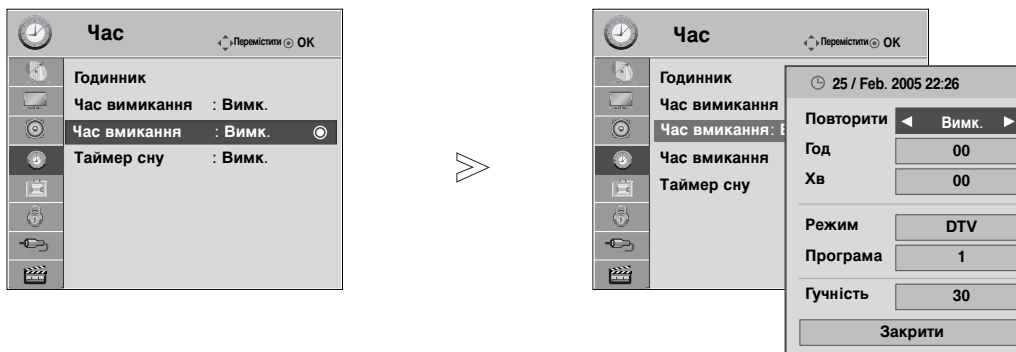 Час
Перемістити OK
Годинник
Час вимикання : Вимк.
Час вмикання : Вимк.
Таймер сну : Вимк.
Час
Перемістити OK
Годинник
Час вимикання
Час вмикання:
Час вмикання
Таймер сну
25 / Feb. 2005 22:26
Повторити ◀ Вимк. ▶
Год 00
Хв 00
Режим DTV
Програма 1
Гучність 30
Закрити